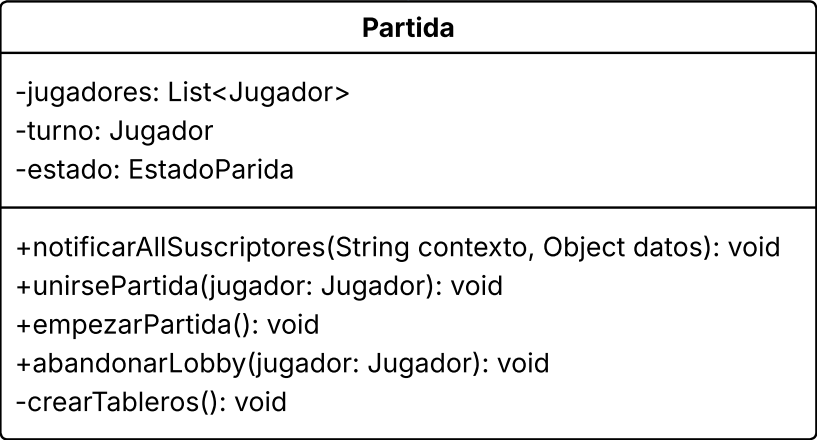 Partida
-jugadores: List<Jugador>
-turno: Jugador
-estado: EstadoParida
+notificarAllSuscriptores(String contexto, Object datos): void
+unirsePartida(jugador: Jugador): void
+empezarPartida(): void
+abandonarLobby(jugador: Jugador): void
-crearTableros(): void